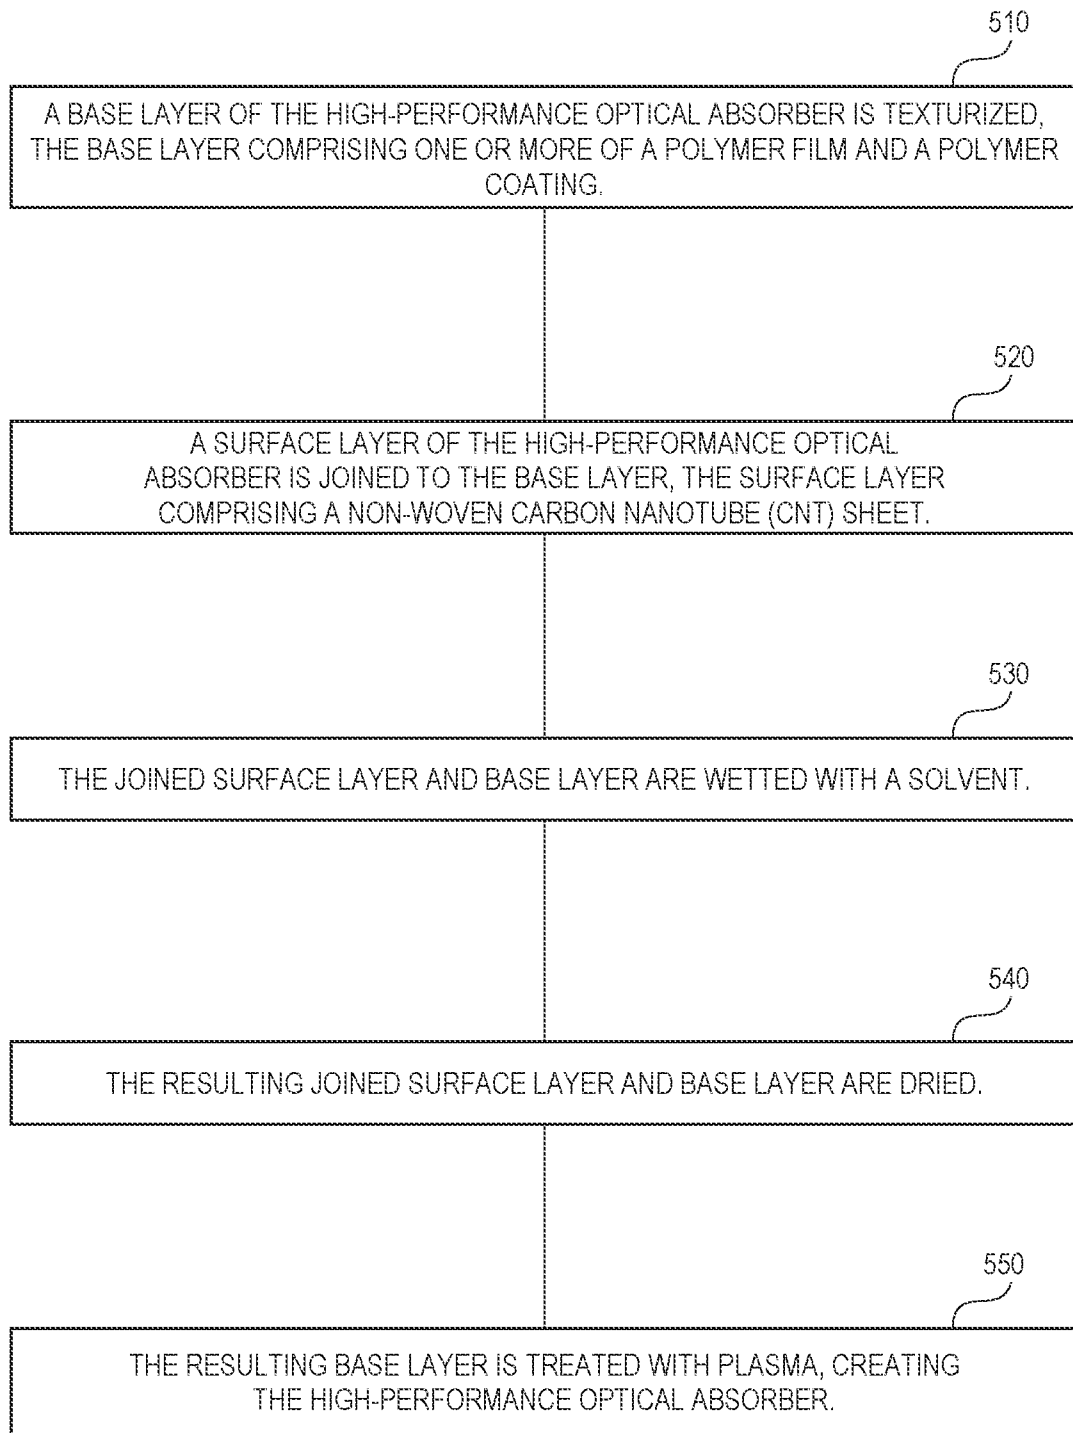 510
A BASE LAYER OF THE HIGH-PERFORMANCE OPTICAL ABSORBER IS TEXTURIZED,
THE BASE LAYER COMPRISING ONE OR MORE OF A POLYMER FILM AND A POLYMER
COATING.
520
A SURFACE LAYER OF THE HIGH-PERFORMANCE OPTICAL
ABSORBER IS JOINED TO THE BASE LAYER, THE SURFACE LAYER
COMPRISING A NON-WOVEN CARBON NANOTUBE (CNT) SHEET.
530
THE JOINED SURFACE LAYER AND BASE LAYER ARE WETTED WITH A SOLVENT.
540
THE RESULTING JOINED SURFACE LAYER AND BASE LAYER ARE DRIED.
550
THE RESULTING BASE LAYER IS TREATED WITH PLASMA, CREATING
THE HIGH-PERFORMANCE OPTICAL ABSORBER.